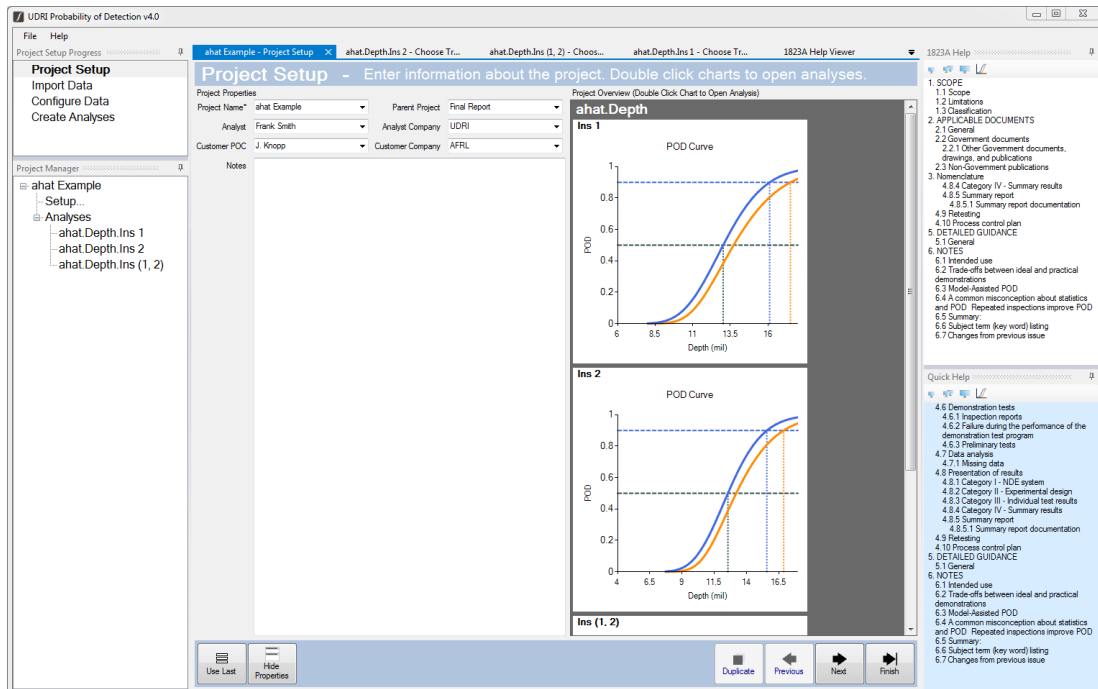 UDRI Probability of Detection v4.0
File Help
Project Setup Progress
Project Setup
Import Data
Configure Data
Create Analyses
Project Manager
ahat Example
Setup...
Analyses
ahat.Depth.Ins 1
ahat.Depth.Ins 2
ahat.Depth.Ins (1, 2)
ahat Example - Project Setup X ahat.Depth.Ins 2 - Choose Tr... ahat.Depth.Ins (1, 2) - Choos... ahat.Depth.Ins 1 - Choose Tr... 1823A Help Viewer
Project Setup - Enter information about the project. Double click charts to open analyses.
Project Properties
Project Name* ahat Example Parent Project Final Report
Analyst Frank Smith Analyst Company UDRI
Customer POC J. Knopp Customer Company AFRL
Notes
Project Overview (Double Click Chart to Open Analysis)
ahat.Depth
Ins 1
POD Curve
1
0.8
0.6
0.4
0.2
0
POD
6 8.5 11 13.5 16
Depth (mil)
Ins 2
POD Curve
1
0.8
0.6
0.4
0.2
0
POD
4 6.5 9 11.5 14 16.5
Depth (mil)
Ins (1, 2)
Use Last
Hide Properties
Duplicate
Previous
Next
Finish
1823A Help
1. SCOPE
1.1 Scope
1.2 Limitations
1.3 Classification
2. APPLICABLE DOCUMENTS
2.1 General
2.2 Government documents
2.2.1 Other Government documents,
drawings, and publications
2.3 Non-Government publications
3. Nomenclature
4.8.4 Category IV - Summary results
4.8.5 Summary report
4.8.5.1 Summary report documentation
4.9 Retesting
4.10 Process control plan
5. DETAILED GUIDANCE
5.1 General
6. NOTES
6.1 Intended use
6.2 Trade-offs between ideal and practical
demonstrations
6.3 Model-Assisted POD
6.4 A common misconception about statistics
and POD Repeated inspections improve POD
6.5 Summary:
6.6 Subject term (key word) listing
6.7 Changes from previous issue
Quick Help
4.6 Demonstration tests
4.6.1 Inspection reports
4.6.2 Failure during the performance of the
demonstration test program
4.6.3 Preliminary tests
4.7 Data analysis
4.7.1 Missing data
4.8 Presentation of results
4.8.1 Category I - NDE system
4.8.2 Category II - Experimental design
4.8.3 Category III - Individual test results
4.8.4 Category IV - Summary results
4.8.5 Summary report
4.8.5.1 Summary report documentation
4.9 Retesting
4.10 Process control plan
5. DETAILED GUIDANCE
5.1 General
6. NOTES
6.1 Intended use
6.2 Trade-offs between ideal and practical
demonstrations
6.3 Model-Assisted POD
6.4 A common misconception about statistics
and POD Repeated inspections improve POD
6.5 Summary:
6.6 Subject term (key word) listing
6.7 Changes from previous issue